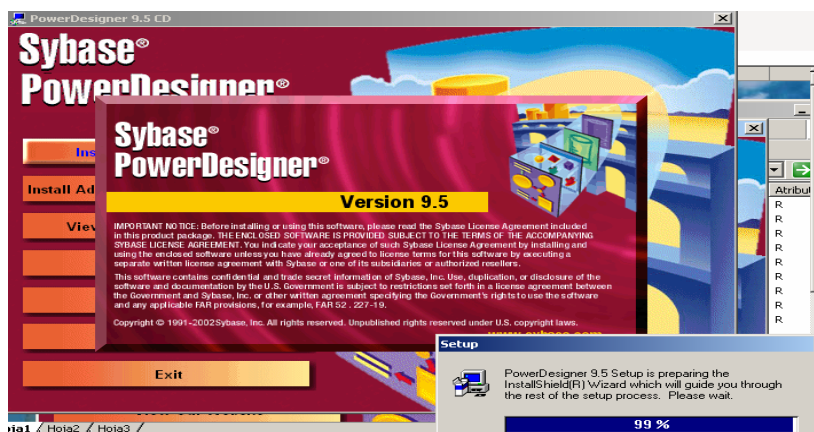 PowerDesigner 9.5 CD
Sybase®
PowerDesigner®
Install Ad
Exit
Sybase®
PowerDesigner®
Version 9.5
IMPORTANT NOTICE: Before installing or using this software, please read the Sybase License Agreement included
in this product package. THE ENCLOSED SOFTWARE IS PROVIDED SUBJECT TO THE TERMS OF THE ACCOMPANYING
SYBASE LICENSE AGREEMENT. You indicate your acceptance of such Sybase License Agreement by installing and
using the enclosed software unless you have already agreed to license terms for this software by executing a
separate written license agreement with Sybase or one of its subsidiaries or authorized resellers.
This software contains confidential and trade secret information of Sybase, Inc. Use, duplication, or disclosure of the
software and documentation by the U.S. Government is subject to restrictions set forth in a license agreement between
the Government and Sybase, Inc. or other written agreement specifying the Government's rights to use the software
and any applicable FAR provisions, for example, FAR 52 . 227-19.
Copyright © 1991-2002Sybase, Inc. All rights reserved. Unpublished rights reserved under U.S. copyright laws.
Setup
PowerDesigner 9.5 Setup is preparing the
InstallShield(R) Wizard which will guide you through
the rest of the setup process. Please wait.
99 %
Atribut
R
R
R
R
R
R
R
R
R
Hoja2 / Hoja3 /